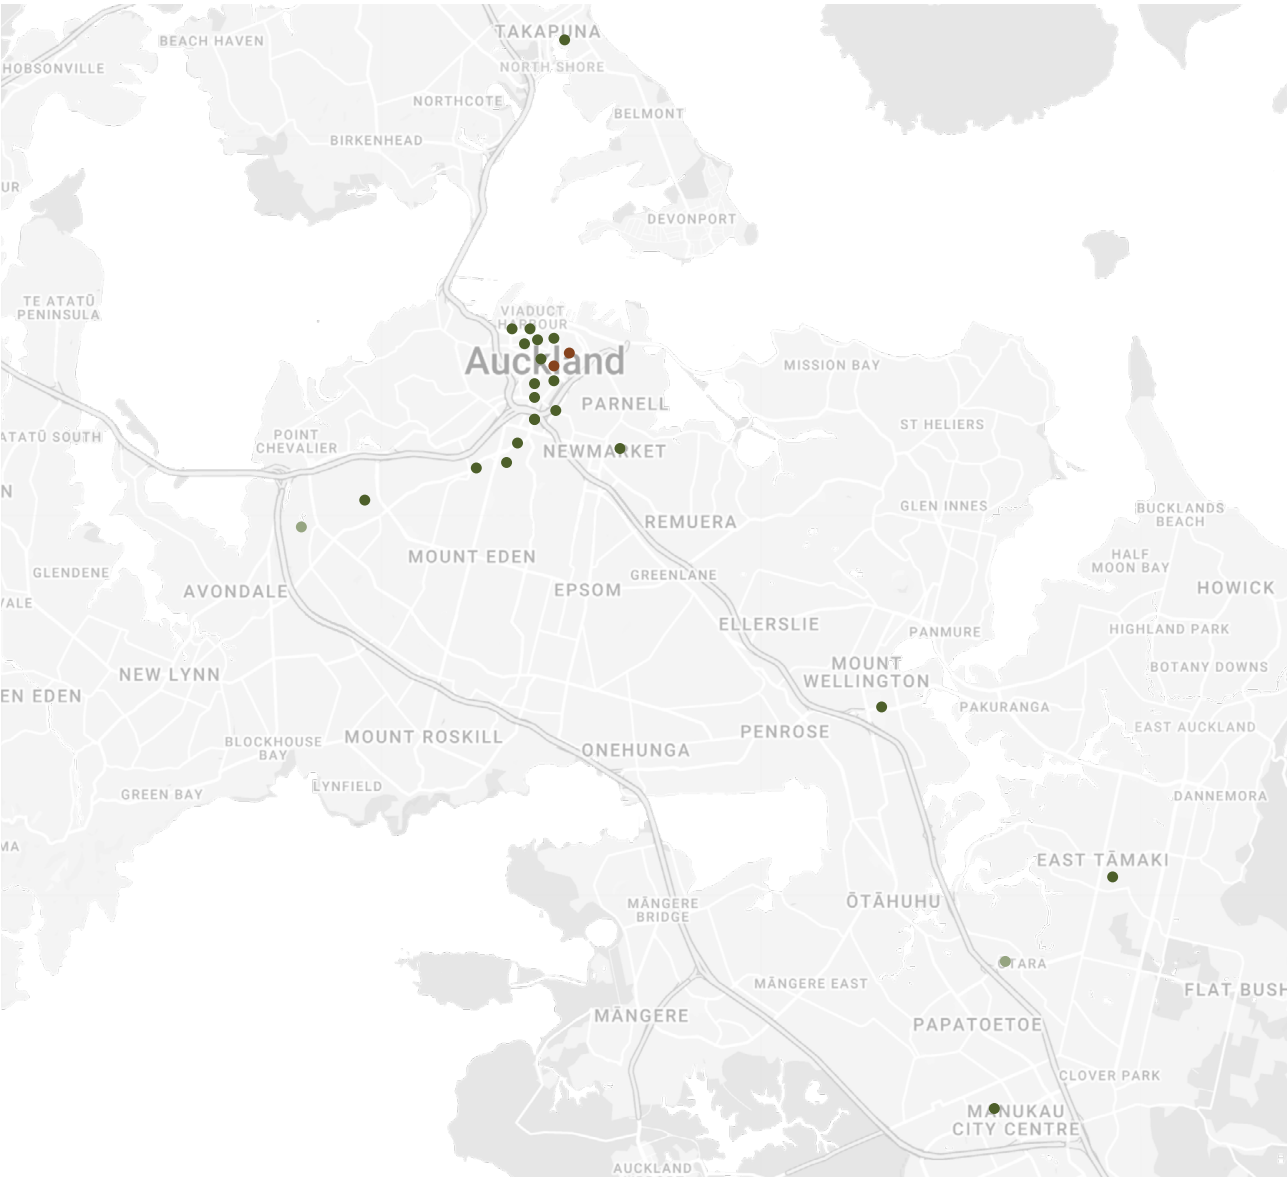 TAKAPUNA
BEACH HAVEN
NORTH SHORE
HOBSONVILLE
NORTHCOTE
BELMONT
BIRKENHEAD
UR
DEVONPORT
TE ATATŪ
PENINSULA
VIADUCT
HARBOUR
Auckland
MISSION BAY
PARNELL
ST HELIERS
ATATŪ SOUTH
POINT
CHEVALIER
NEWMARKET
N
GLEN INNES
BUCKLANDS
BEACH
REMUERA
MOUNT EDEN
HALF
MOON BAY
GLENDENE
GREENLANE
AVONDALE
EPSOM
HOWICK
VALE
ELLERSLIE
PANMURE
HIGHLAND PARK
MOUNT
WELLINGTON
NEW LYNN
BOTANY DOWNS
EN EDEN
PAKURANGA
EAST AUCKLAND
PENROSE
MOUNT ROSKILL
BLOCKHOUSE
BAY
ONEHUNGA
LYNFIELD
GREEN BAY
DANNEMORA
MA
EAST TĀMAKI
MĀNGERE
BRIDGE
ŌTĀHUHU
ŌTARA
MĀNGERE EAST
FLAT BUSH
MĀNGERE
PAPATOETOE
CLOVER PARK
MANUKAU
CITY CENTRE
AUCKLAND